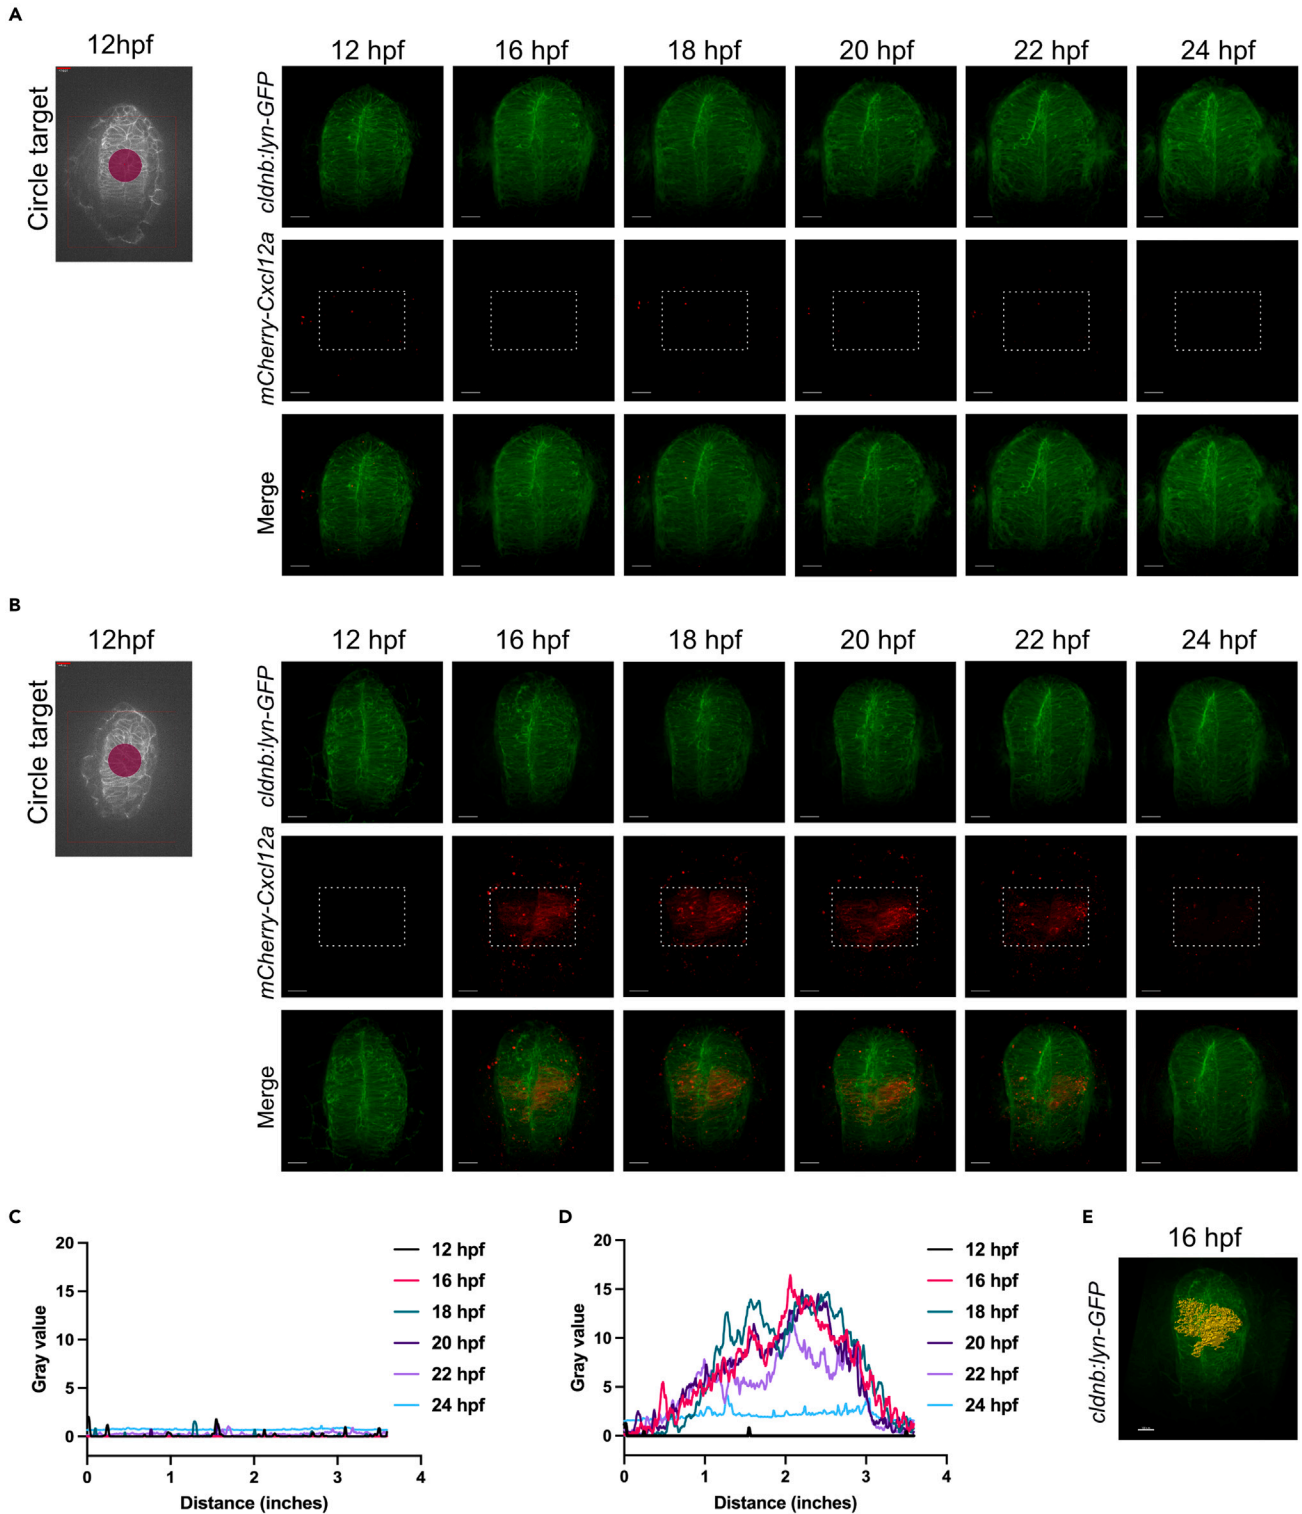 A
12hpf
Circle target
12 hpf 16 hpf 18 hpf 20 hpf 22 hpf 24 hpf
cldnb:lyn-GFP
mCherry-Cxcl12a
Merge
B
12hpf
Circle target
12 hpf 16 hpf 18 hpf 20 hpf 22 hpf 24 hpf
cldnb:lyn-GFP
mCherry-Cxcl12a
Merge
C
Gray value
20
15
10
5
0
0 1 2 3 4
Distance (inches)
12 hpf
16 hpf
18 hpf
20 hpf
22 hpf
24 hpf
D
Gray value
20
15
10
5
0
0 1 2 3 4
Distance (inches)
12 hpf
16 hpf
18 hpf
20 hpf
22 hpf
24 hpf
E
16 hpf
cldnb:lyn-GFP